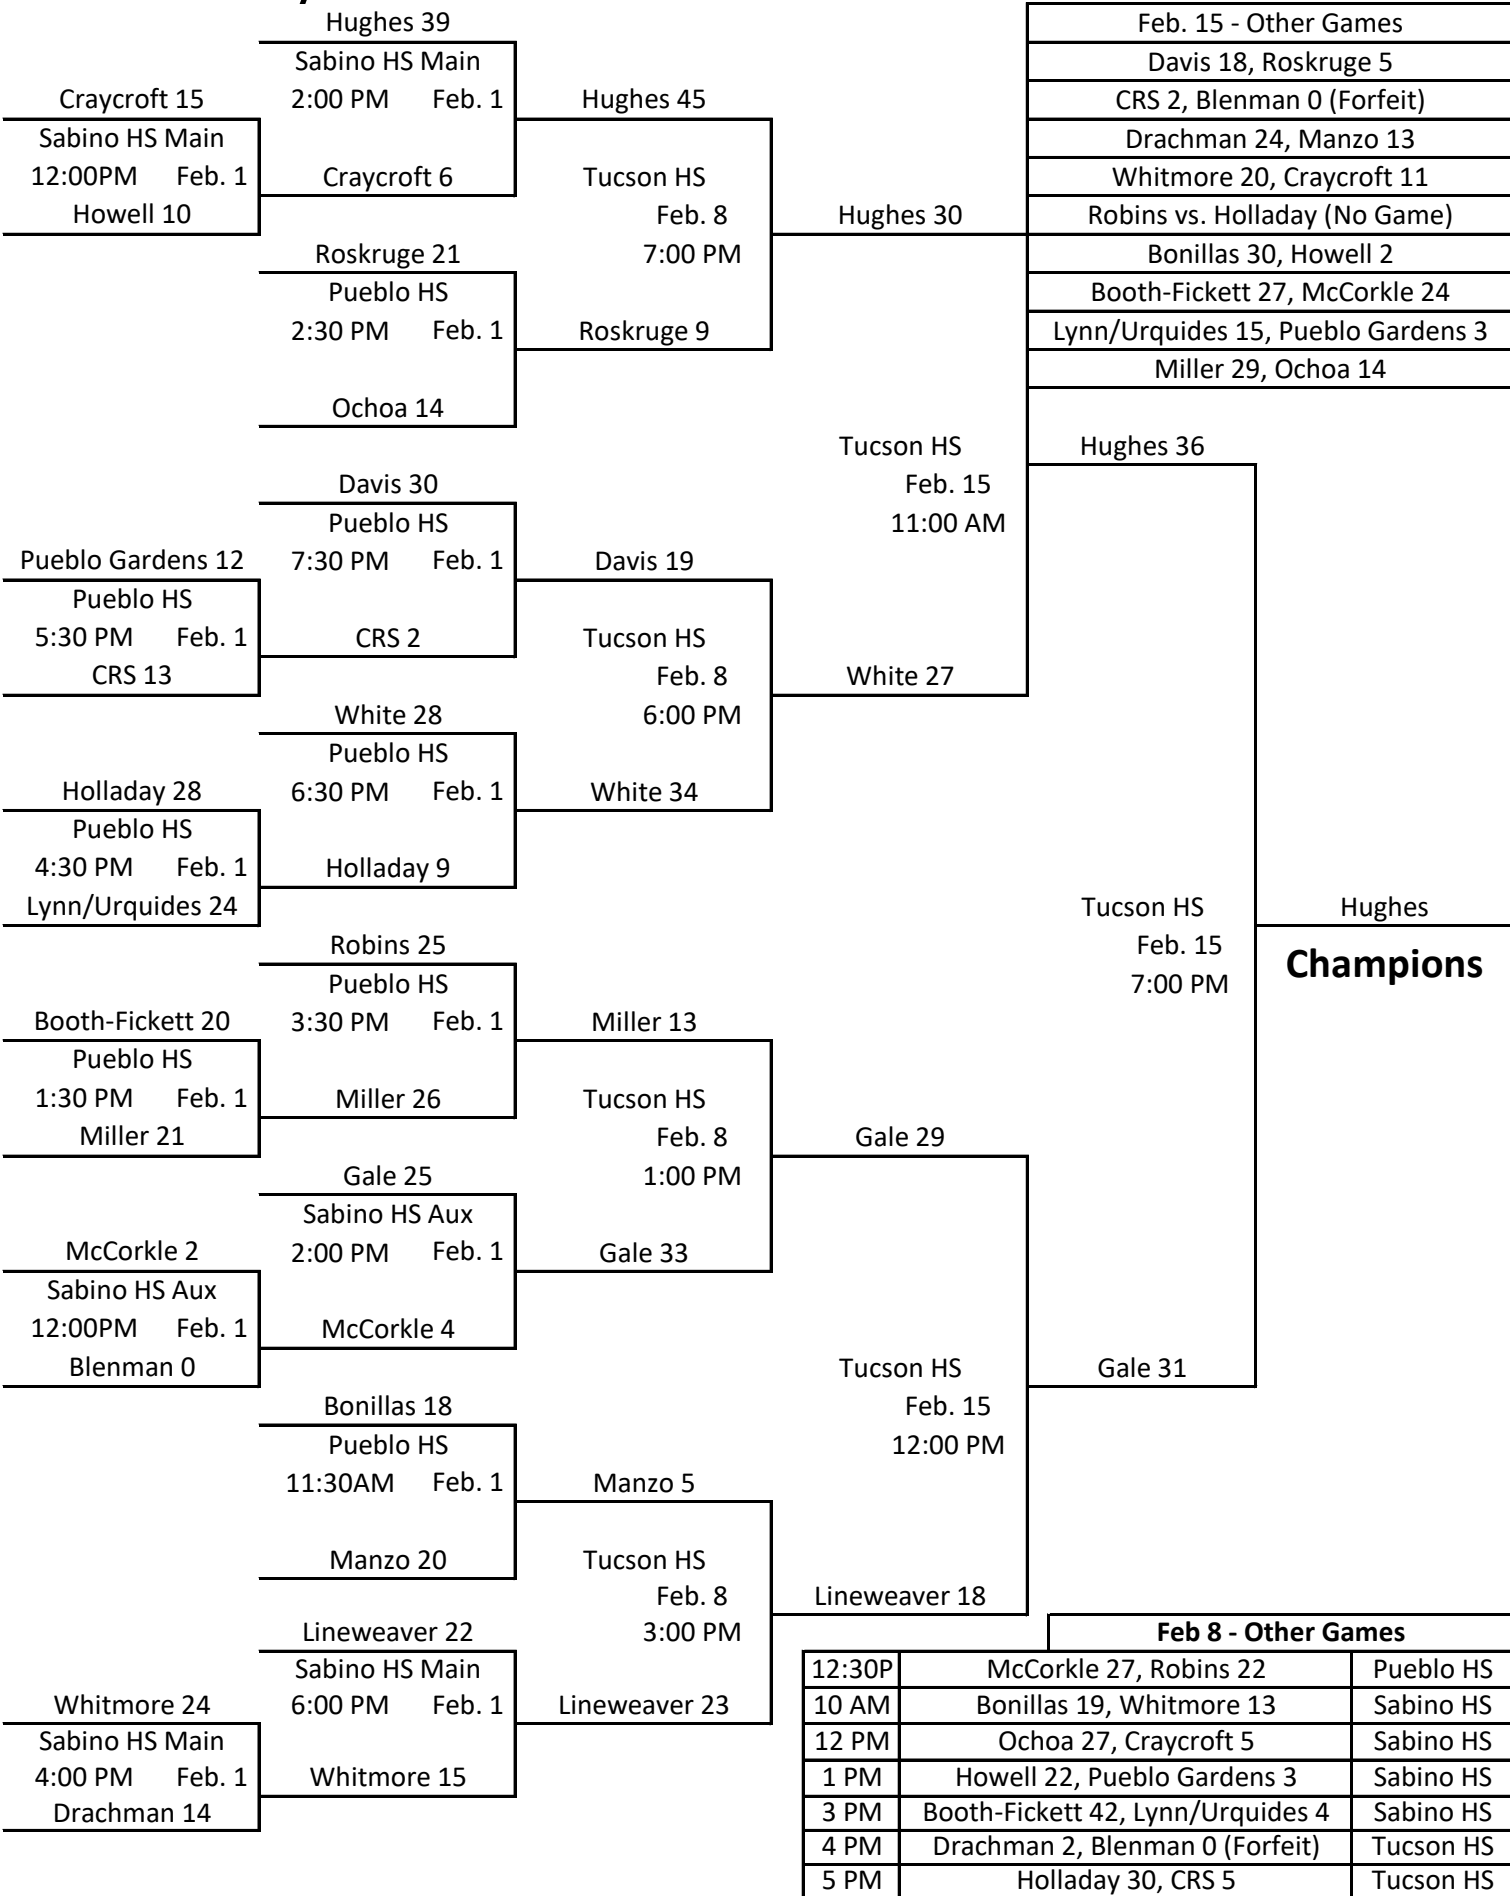 Hughes 39
Sabino HS Main
2:00 PM Feb. 1
Craycroft 6
Craycroft 15
Sabino HS Main
12:00PM Feb. 1
Howell 10
Roskruge 21
Pueblo HS
2:30 PM Feb. 1
Ochoa 14
Davis 30
Pueblo HS
7:30 PM Feb. 1
CRS 2
Pueblo Gardens 12
Pueblo HS
5:30 PM Feb. 1
CRS 13
White 28
Pueblo HS
6:30 PM Feb. 1
Holladay 9
Holladay 28
Pueblo HS
4:30 PM Feb. 1
Lynn/Urquides 24
Robins 25
Pueblo HS
3:30 PM Feb. 1
Miller 26
Booth-Fickett 20
Pueblo HS
1:30 PM Feb. 1
Miller 21
Gale 25
Sabino HS Aux
2:00 PM Feb. 1
McCorkle 4
McCorkle 2
Sabino HS Aux
12:00PM Feb. 1
Blenman 0
Bonillas 18
Pueblo HS
11:30AM Feb. 1
Manzo 20
Lineweaver 22
Sabino HS Main
6:00 PM Feb. 1
Whitmore 15
Whitmore 24
Sabino HS Main
4:00 PM Feb. 1
Drachman 14
Hughes 45
Tucson HS
Feb. 8
7:00 PM
Roskruge 9
Davis 19
Tucson HS
Feb. 8
6:00 PM
White 34
Miller 13
Tucson HS
Feb. 8
1:00 PM
Gale 33
Manzo 5
Tucson HS
Feb. 8
3:00 PM
Lineweaver 23
Hughes 30
Tucson HS
Feb. 15
11:00 AM
White 27
Gale 29
Tucson HS
Feb. 15
12:00 PM
Lineweaver 18
Hughes 36
Tucson HS
Feb. 15
7:00 PM
Gale 31
Hughes
Champions
Feb. 15 - Other Games
Davis 18, Roskruge 5
CRS 2, Blenman 0 (Forfeit)
Drachman 24, Manzo 13
Whitmore 20, Craycroft 11
Robins vs. Holladay (No Game)
Bonillas 30, Howell 2
Booth-Fickett 27, McCorkle 24
Lynn/Urquides 15, Pueblo Gardens 3
Miller 29, Ochoa 14
Feb 8 - Other Games
12:30P McCorkle 27, Robins 22 Pueblo HS
10 AM Bonillas 19, Whitmore 13 Sabino HS
12 PM Ochoa 27, Craycroft 5 Sabino HS
1 PM Howell 22, Pueblo Gardens 3 Sabino HS
3 PM Booth-Fickett 42, Lynn/Urquides 4 Sabino HS
4 PM Drachman 2, Blenman 0 (Forfeit) Tucson HS
5 PM Holladay 30, CRS 5 Tucson HS